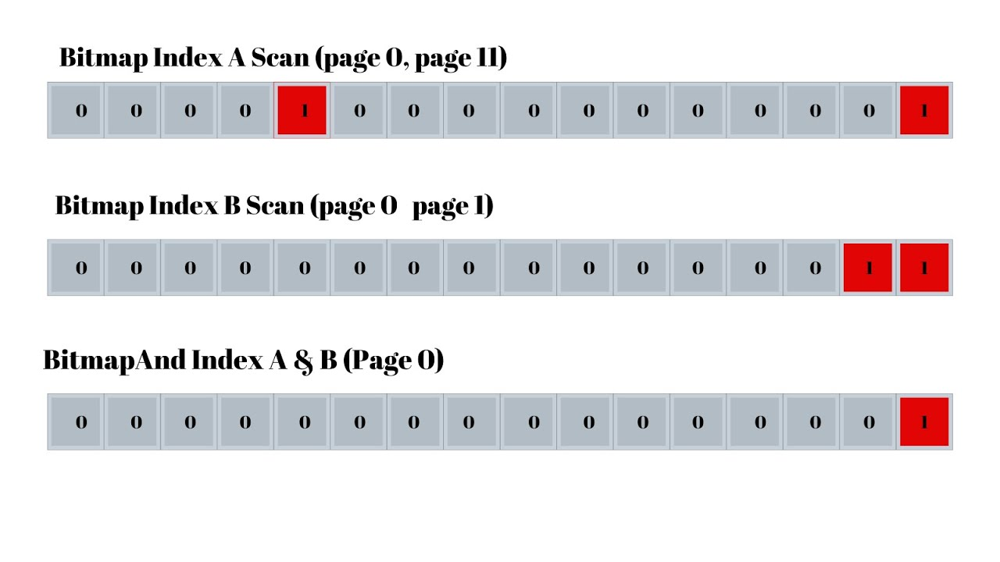 Bitmap Index A Scan (page 0, page 11)
0 0 0 0 1 0 0 0 0 0 0 0 0 0 0 1
Bitmap Index B Scan (page 0 page 1)
0 0 0 0 0 0 0 0 0 0 0 0 0 0 1 1
BitmapAnd Index A & B (Page 0)
0 0 0 0 0 0 0 0 0 0 0 0 0 0 0 1